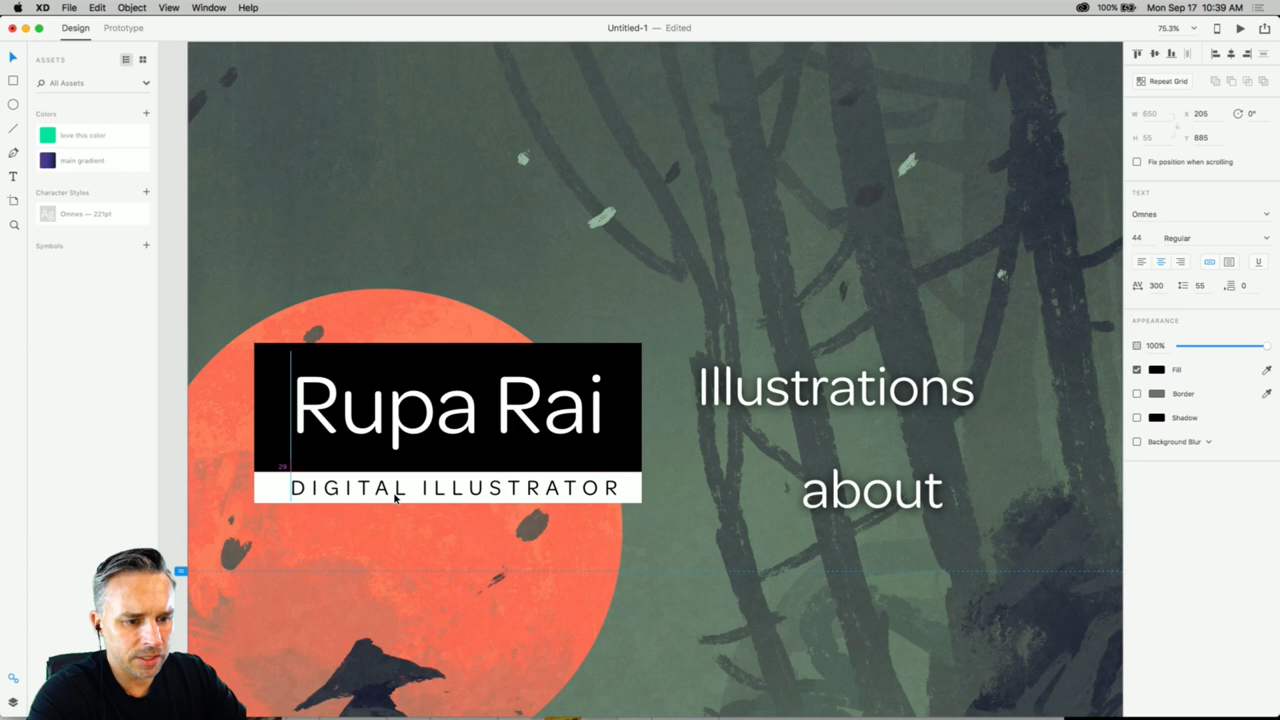 XD File Edit Object View Window Help
100% Mon Sep 17 10:39 AM
Design Prototype
Untitled-1 — Edited
75.3%
ASSETS
All Assets
Colors
love this color
main gradient
Character Styles
Ag Omnes — 221pt
Symbols
Rupa Rai
29
DIGITAL ILLUSTRATOR
Illustrations
about
Repeat Grid
W 650 X 205 0°
H 55 Y 885
Fix position when scrolling
TEXT
Omnes
44 Regular
AV 300 55 0
APPEARANCE
100%
Fill
Border
Shadow
Background Blur